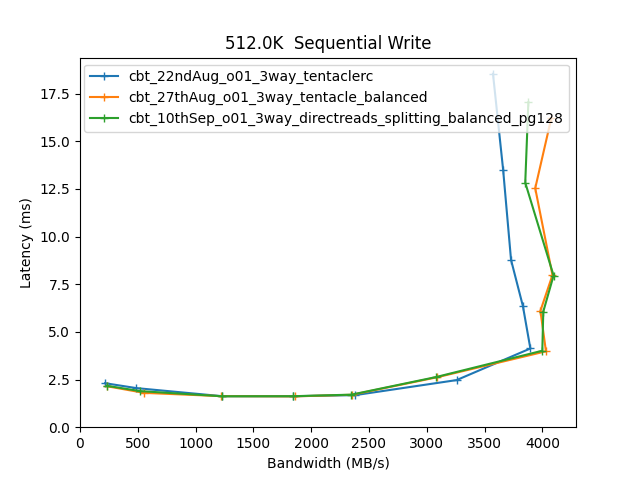 512.0K Sequential Write
cbt_22ndAug_o01_3way_tentaclerc
cbt_27thAug_o01_3way_tentacle_balanced
cbt_10thSep_o01_3way_directreads_splitting_balanced_pg128
17.5
15.0
12.5
10.0
7.5
5.0
2.5
0.0
Latency (ms)
0 500 1000 1500 2000 2500 3000 3500 4000
Bandwidth (MB/s)